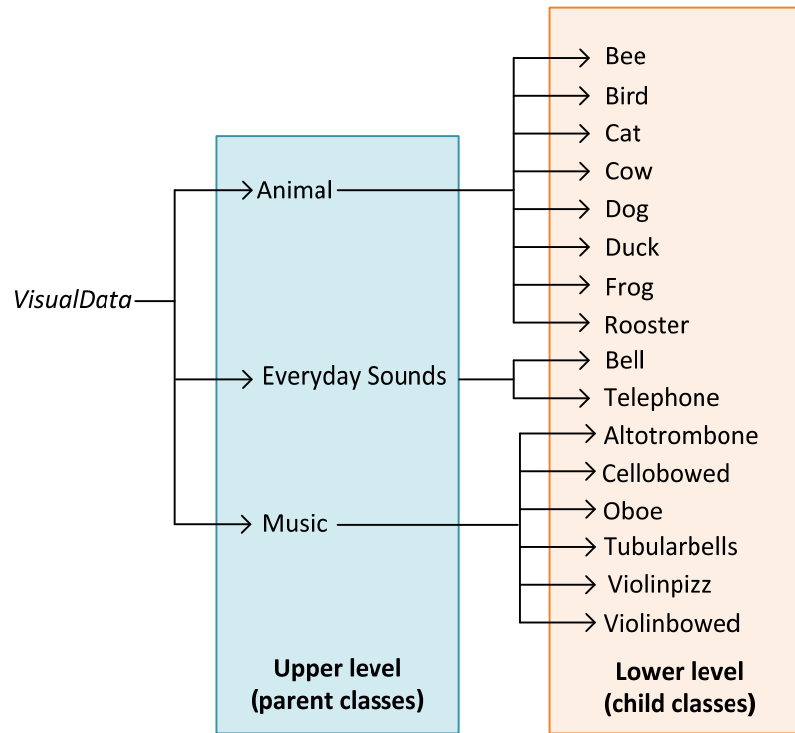 VisualData
Animal
Everyday Sounds
Music
Upper level
(parent classes)
Bee
Bird
Cat
Cow
Dog
Duck
Frog
Rooster
Bell
Telephone
Altotrombone
Cellobowed
Oboe
Tubularbells
Violinpizz
Violinbowed
Lower level
(child classes)